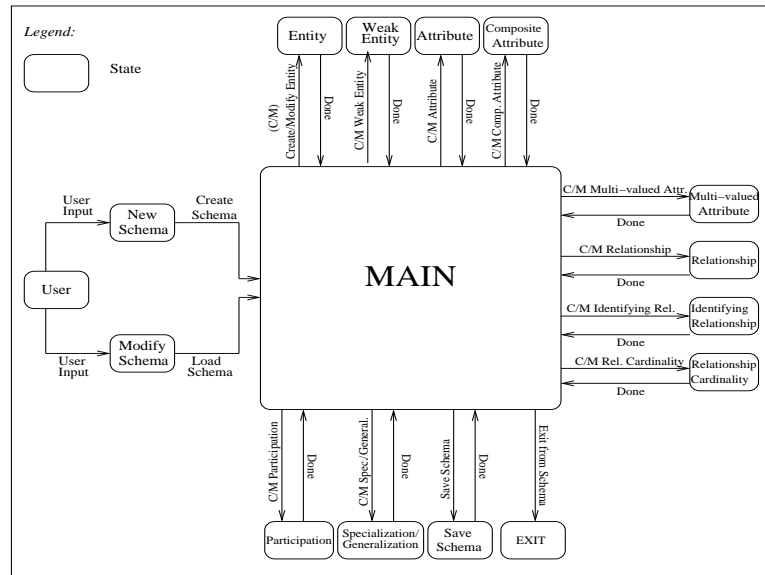 Legend:
State
Entity
Weak
Entity
Attribute
Composite
Attribute
(C/M)
Create/Modify Entity
Done
C/M Weak Entity
Done
C/M Attribute
Done
C/M Comp. Attribute
Done
User
Input
New
Schema
Create
Schema
User
User
Input
Modify
Schema
Load
Schema
MAIN
C/M Multi−valued Attr.
Done
Multi−valued
Attribute
C/M Relationship
Done
Relationship
C/M Identifying Rel.
Done
Identifying
Relationship
C/M Rel. Cardinality
Done
Relationship
Cardinality
C/M Participation
Done
C/M Spec./General.
Done
Save Schema
Done
Exit from Schema
Participation
Specialization/
Generalization
Save
Schema
EXIT